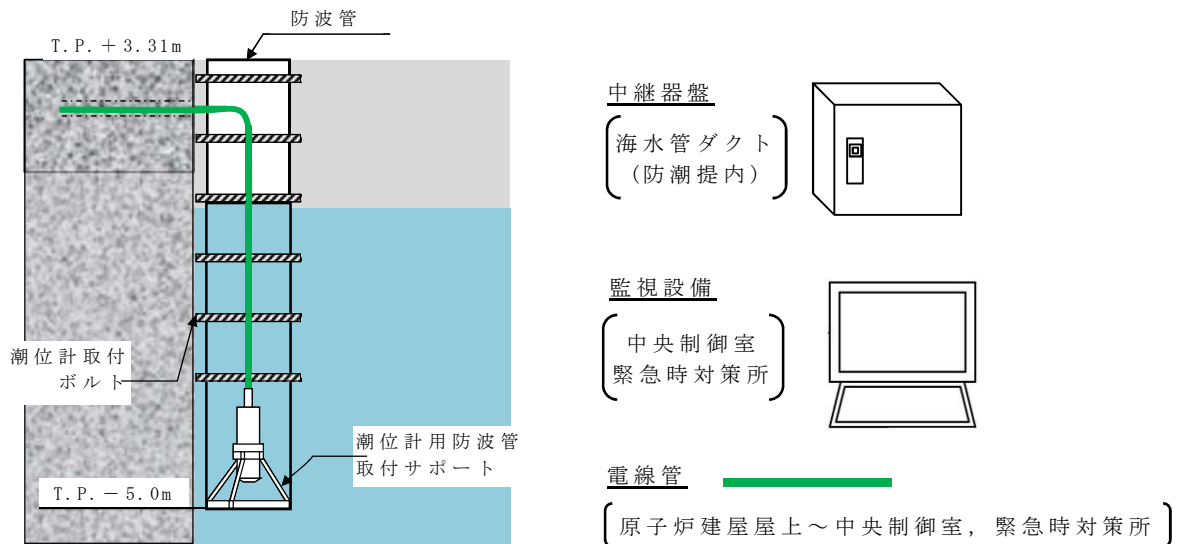 防波管
T.P.＋3.31m
潮位計取付
ボルト
潮位計用防波管
取付サポート
T.P.－5.0m
中継器盤
海水管ダクト
(防潮提内)
監視設備
中央制御室
緊急時対策所
電線管
原子炉建屋屋上～中央制御室，緊急時対策所